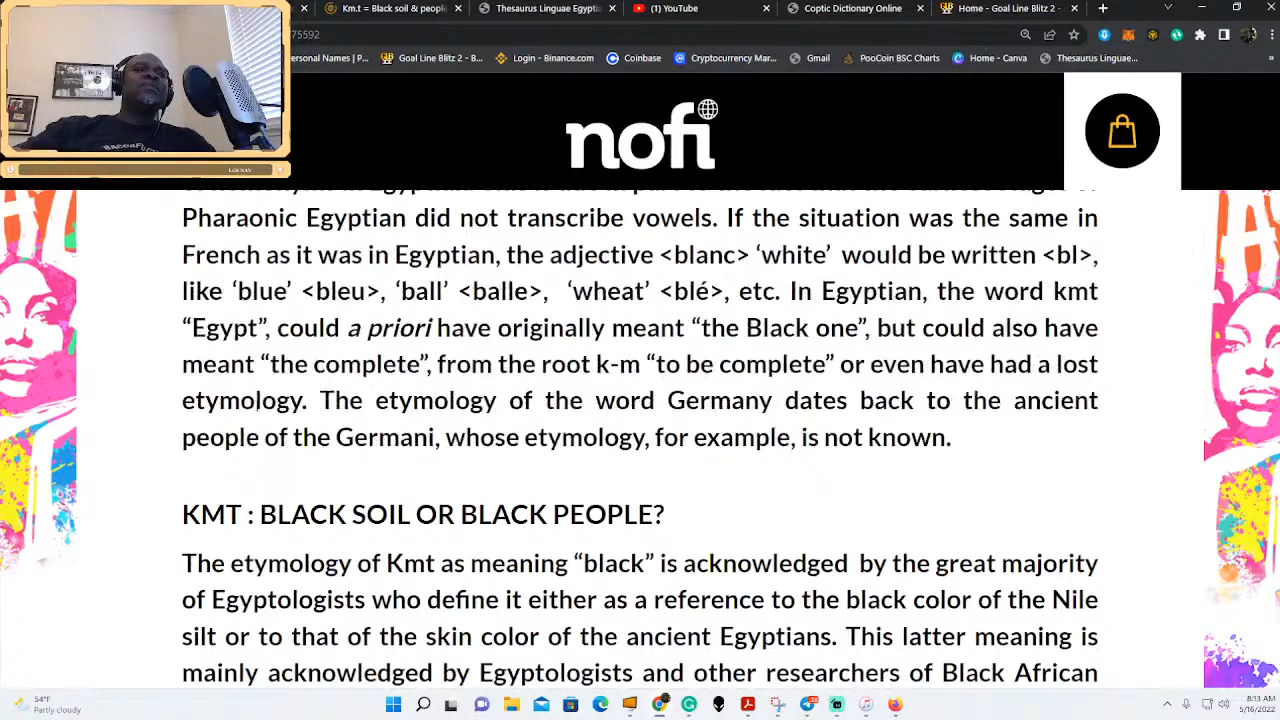 Km.t = Black soil & people
Thesaurus Linguae Egyptia
(1) YouTube
Coptic Dictionary Online
Home - Goal Line Blitz 2 -
75592
ersonal Names | P...
Goal Line Blitz 2 – B...
Login - Binance.com
Coinbase
Cryptocurrency Mar...
Gmail
PooCoin BSC Charts
Home - Canva
Thesaurus Linguae...
»
nofi
Pharaonic Egyptian did not transcribe vowels. If the situation was the same in
French as it was in Egyptian, the adjective <blanc> ‘white’ would be written <bl>,
like ‘blue’ <bleu>, ‘ball’ <balle>, ‘wheat’ <blé>, etc. In Egyptian, the word kmt
“Egypt”, could a priori have originally meant “the Black one”, but could also have
meant “the complete”, from the root k-m “to be complete” or even have had a lost
etymology. The etymology of the word Germany dates back to the ancient
people of the Germani, whose etymology, for example, is not known.
KMT : BLACK SOIL OR BLACK PEOPLE?
The etymology of Kmt as meaning “black” is acknowledged by the great majority
of Egyptologists who define it either as a reference to the black color of the Nile
silt or to that of the skin color of the ancient Egyptians. This latter meaning is
mainly acknowledged by Egyptologists and other researchers of Black African
54°F
Partly cloudy
8:13 AM
5/16/2022